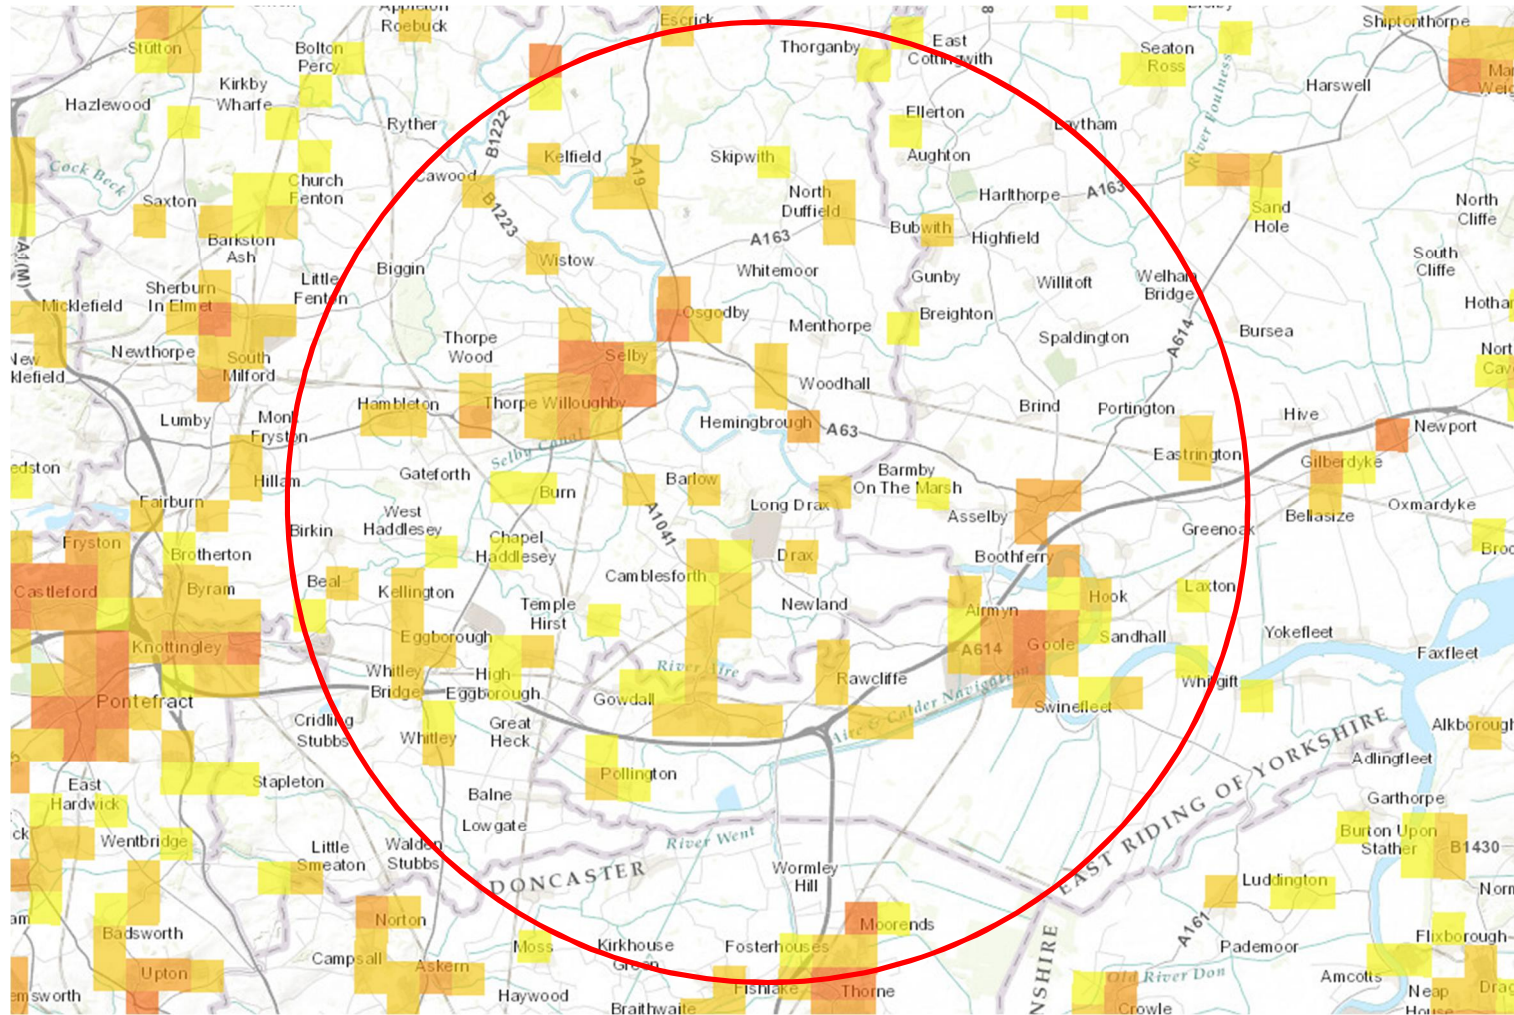 Appleton
Roebuck
Escrick
Shiptonthorpe
Stutton
Bolton
Percy
Thorganby
East
Cottingwith
Seaton
Ross
Kirkby
Wharfe
Hazlewood
Harswell
River Foulness
Ryther
B1222
Ellerton
Laytham
Cock Beck
Kelfield
A19
Skipwith
Aughton
Church
Fenton
Cawood
North
Duffield
Harlthorpe
A163
Saxton
B1223
Sand
Hole
North
Cliffe
Barkston
Ash
A163
Bubwith
Highfield
A1(M)
Wistow
Biggin
Whitemoor
Gunby
Willitoft
Welham
Bridge
South
Cliffe
Sherburn
In Elmet
Little
Fenton
Micklefield
Osgodby
Menthorpe
Breighton
Spaldington
A614
Bursea
Newthorpe
South
Milford
Thorpe
Wood
Selby
Woodhall
Lumby
Monk
Fryston
Hambleton
Thorpe Willoughby
Hemingbrough
A63
Brind
Portington
Hive
Newport
Selby Canal
Eastrington
Gilberdyke
Gateforth
Hillam
Burn
Barlow
Barmby
On The Marsh
Fairburn
Birkin
West
Haddlesey
A1041
Long Drax
Asselby
Greenoak
Bellasize
Oxmardyke
Fryston
Brotherton
Chapel
Haddlesey
Drax
Boothferry
Castleford
Byram
Beal
Kellington
Camblesforth
Newland
Airmyn
Hook
Laxton
Temple
Hirst
Knottingley
Eggborough
A614
Goole
Sandhall
Yokefleet
Faxfleet
Whitley
Bridge
High
Eggborough
River Aire
Gowdall
Rawcliffe
Whitgift
Pontefract
Aire & Calder Navigation
Swinefleet
Cridling
Stubbs
Whitley
Great
Heck
Alkborough
EAST RIDING OF YORKSHIRE
Adlingfleet
Pollington
East
Hardwick
Stapleton
Balne
Lowgate
Garthorpe
Wentbridge
Little
Smeaton
Walden
Stubbs
River Went
Burton Upon
Stather
B1430
DONCASTER
Wormley
Hill
Luddington
Norton
Badsworth
Moss
Kirkhouse
Green
Fosterhouses
Moorends
A161
Pademoor
Flixborough
Campsall
Askern
Upton
Old River Don
Amcotts
Haywood
Braithwaite
Fishlake
Thorne
Crowle
Neap
House